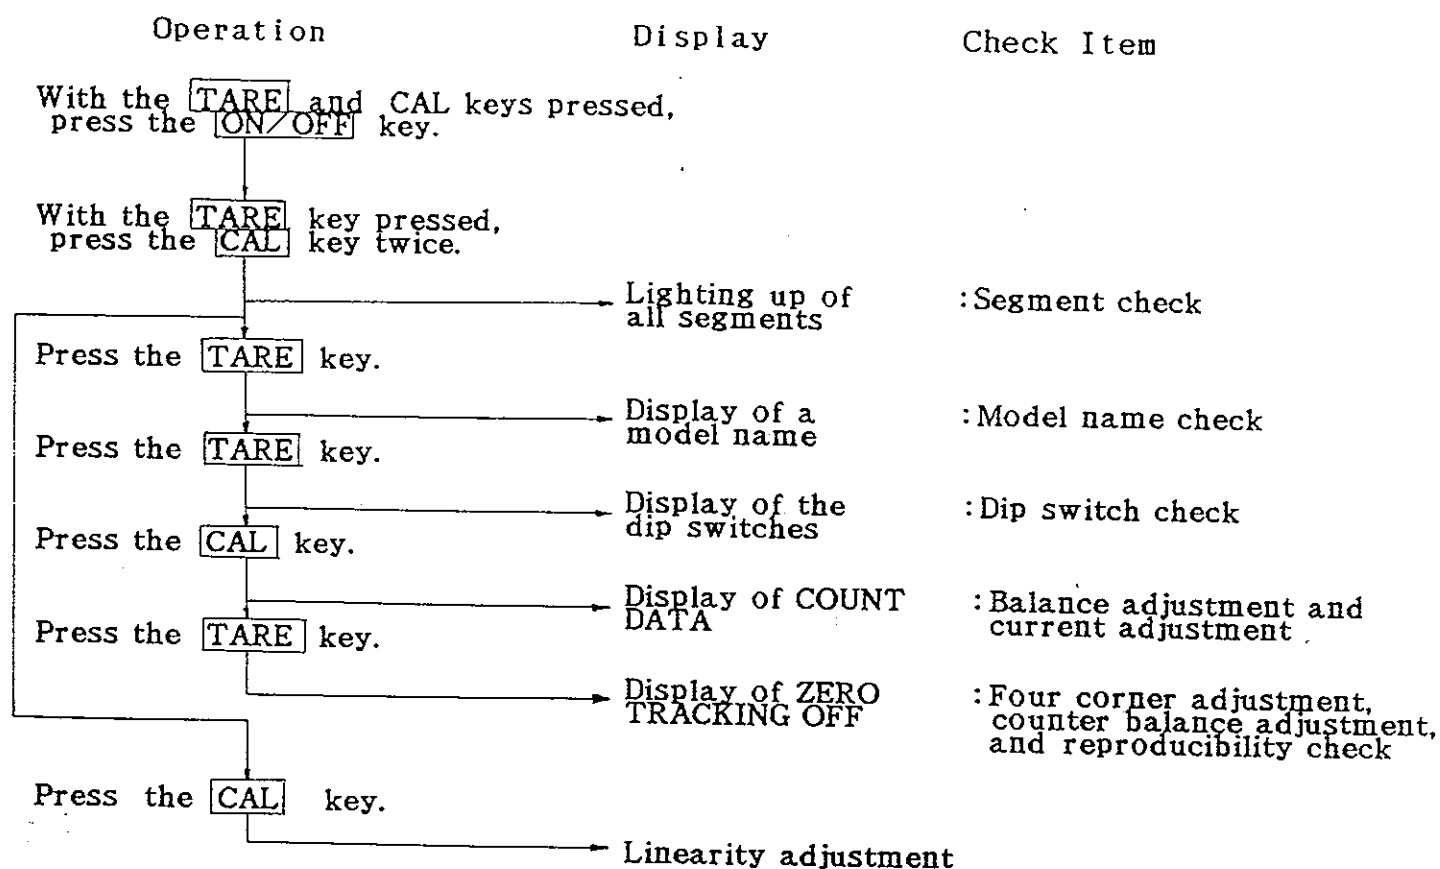 Operation Display Check Item
With the TARE and CAL keys pressed,
press the ON/OFF key.
With the TARE key pressed,
press the CAL key twice.
Lighting up of :Segment check
all segments
Press the TARE key.
Display of a :Model name check
model name
Press the TARE key.
Display of the :Dip switch check
dip switches
Press the CAL key.
Display of COUNT :Balance adjustment and
DATA current adjustment
Press the TARE key.
Display of ZERO :Four corner adjustment,
TRACKING OFF counter balance adjustment,
and reproducibility check
Press the CAL key.
Linearity adjustment